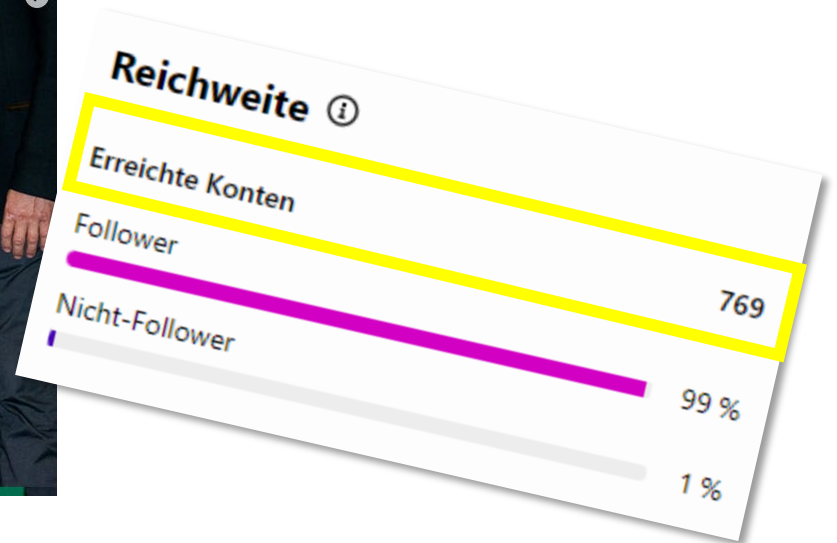 Reichweite
Erreichte Konten
769
Follower
99 %
Nicht-Follower
1 %